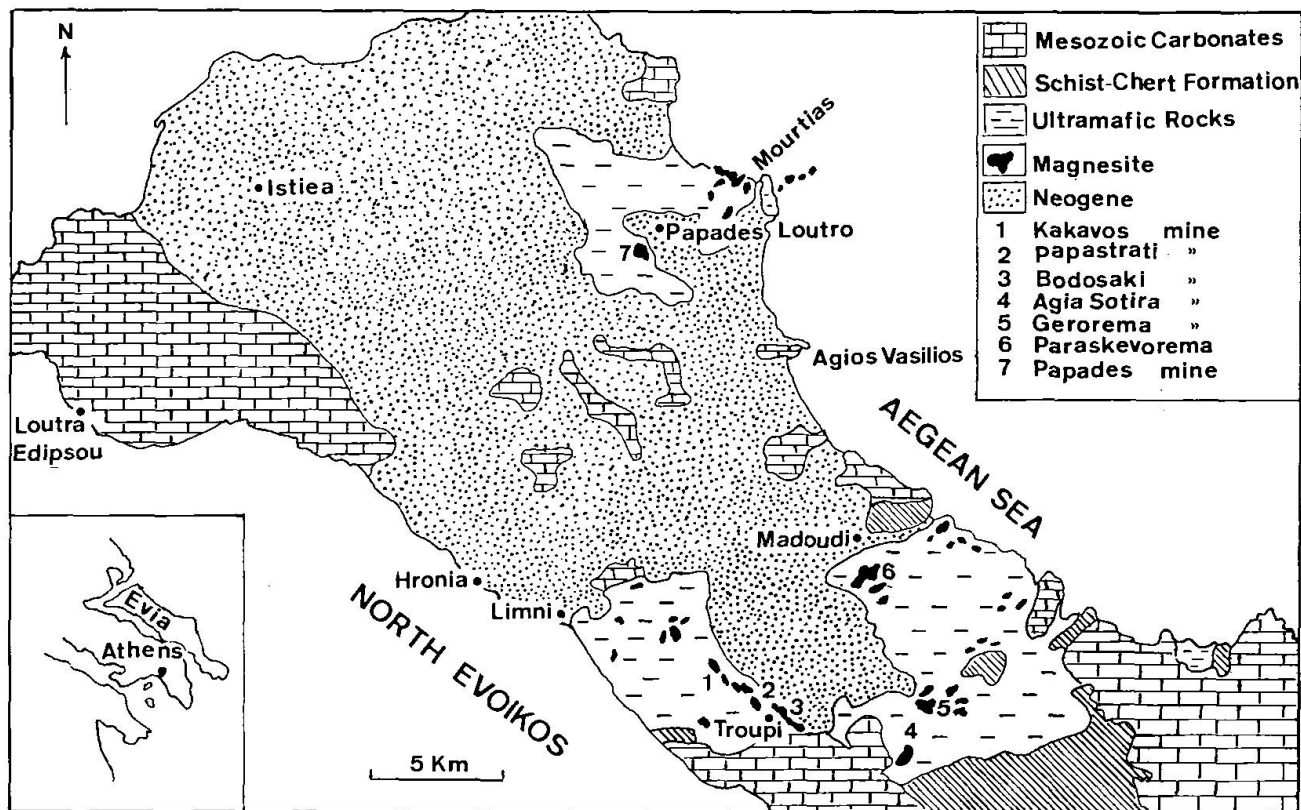 N
Istiea
Mourtias
Papades
Loutro
7
Agios Vasilios
Loutra
Edipsou
AEGEAN SEA
Madoudi
6
Hronia
Limni
NORTH EVOIKOS
1
2
3
Troupi
4
5
5 Km
Evia
Athens
Mesozoic Carbonates
Schist-Chert Formation
Ultramafic Rocks
Magnesite
Neogene
1 Kakavos mine
2 papastrati »
3 Bodosaki »
4 Agia Sotira »
5 Gerorema »
6 Paraskevorema
7 Papades mine